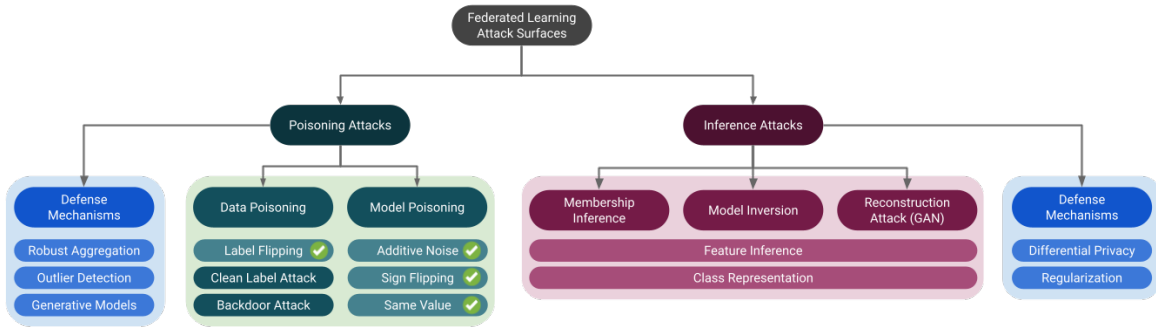 Federated Learning
Attack Surfaces
Poisoning Attacks
Inference Attacks
Defense
Mechanisms
Robust Aggregation
Outlier Detection
Generative Models
Data Poisoning
Label Flipping
Clean Label Attack
Backdoor Attack
Model Poisoning
Additive Noise
Sign Flipping
Same Value
Membership
Inference
Model Inversion
Reconstruction
Attack (GAN)
Feature Inference
Class Representation
Defense
Mechanisms
Differential Privacy
Regularization